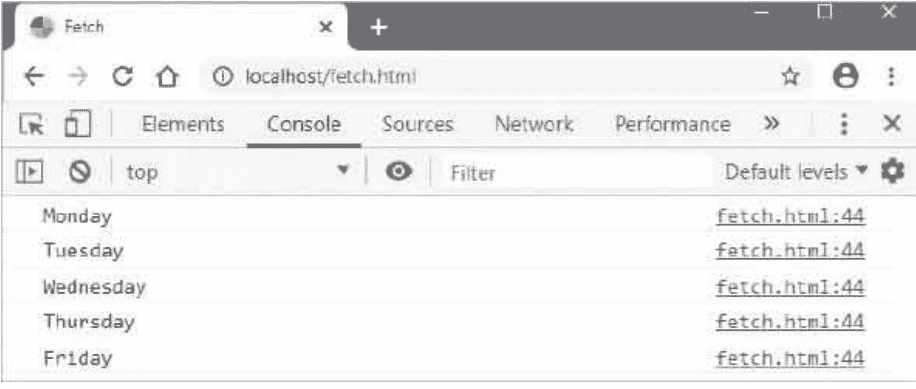 Fetch
localhost/fetch.html
Elements Console Sources Network Performance
top Filter Default levels
Monday fetch.html:44
Tuesday fetch.html:44
Wednesday fetch.html:44
Thursday fetch.html:44
Friday fetch.html:44